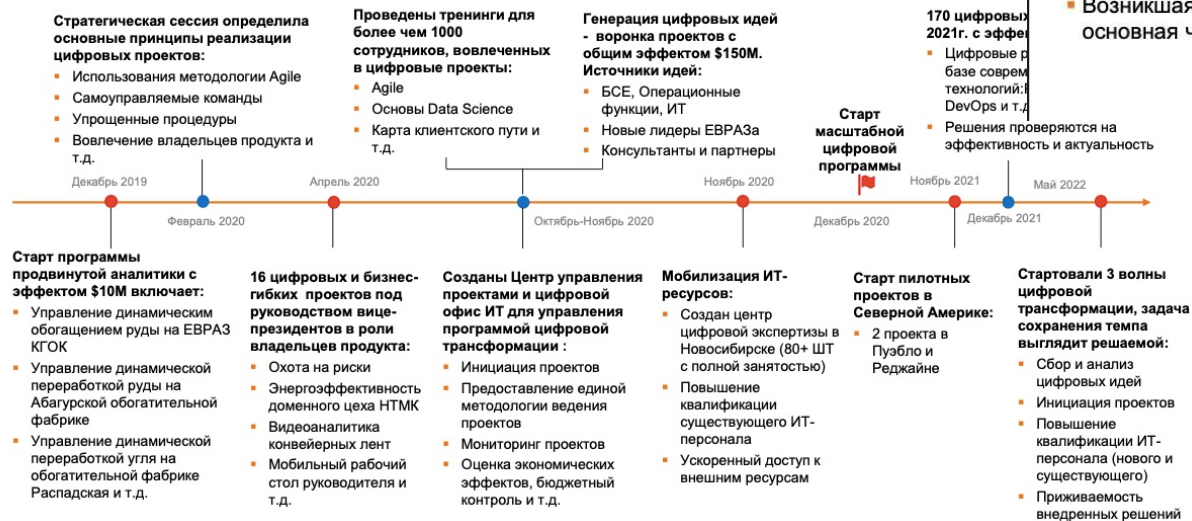 Стратегическая сессия определила
основные принципы реализации
цифровых проектов:
▪ Использования методологии Agile
▪ Самоуправляемые команды
▪ Упрощенные процедуры
▪ Вовлечение владельцев продукта и
т.д.
Проведены тренинги для
более чем 1000
сотрудников, вовлеченных
в цифровые проекты:
▪ Agile
▪ Основы Data Science
▪ Карта клиентского пути и
т.д.
Генерация цифровых идей
- воронка проектов с
общим эффектом $150M.
Источники идей:
▪ БСЕ, Операционные
функции, ИТ
▪ Новые лидеры ЕВРАЗа
▪ Консультанты и партнеры
Старт
масштабной
цифровой
программы
170 цифровых
2021г. с
▪ Цифровые
базе
технологий:
DevOps и т.д
▪ Решения проверяются на
эффективность и актуальность
▪ Возникшая
основная
Декабрь 2019
Февраль 2020
Апрель 2020
Октябрь-Ноябрь 2020
Ноябрь 2020
Декабрь 2020
Ноябрь 2021
Декабрь 2021
Май 2022
Старт программы
продвинутой аналитики с
эффектом $10M включает:
▪ Управление динамическим
обогащением руды на ЕВРАЗ
КГОК
▪ Управление динамической
переработкой руды на
Абагурской обогатительной
фабрике
▪ Управление динамической
переработкой угля на
обогатительной фабрике
Распадская и т.д.
16 цифровых и бизнес-
гибких проектов под
руководством вице-
президентов в роли
владельцев продукта:
▪ Охота на риски
▪ Энергоэффективность
доменного цеха НТМК
▪ Видеоаналитика
конвейерных лент
▪ Мобильный рабочий
стол руководителя и
т.д.
Созданы Центр управления
проектами и цифровой
офис ИТ для управления
программой цифровой
трансформации :
▪ Инициация проектов
▪ Предоставление единой
методологии ведения
проектов
▪ Мониторинг проектов
▪ Оценка экономических
эффектов, бюджетный
контроль и т.д.
Мобилизация ИТ-
ресурсов:
▪ Создан центр
цифровой экспертизы в
Новосибирске (80+ ШТ
с полной занятостью)
▪ Повышение
квалификации
существующего ИТ-
персонала
▪ Ускоренный доступ к
внешним ресурсам
Старт пилотных
проектов в
Северной Америке:
▪ 2 проекта в
Пуэбло и
Реджайне
Стартовали 3 волны
цифровой
трансформации, задача
сохранения темпа
выглядит решаемой:
▪ Сбор и анализ
цифровых идей
▪ Инициация проектов
▪ Повышение
квалификации ИТ-
персонала (нового и
существующего)
▪ Приживаемость
внедренных решений